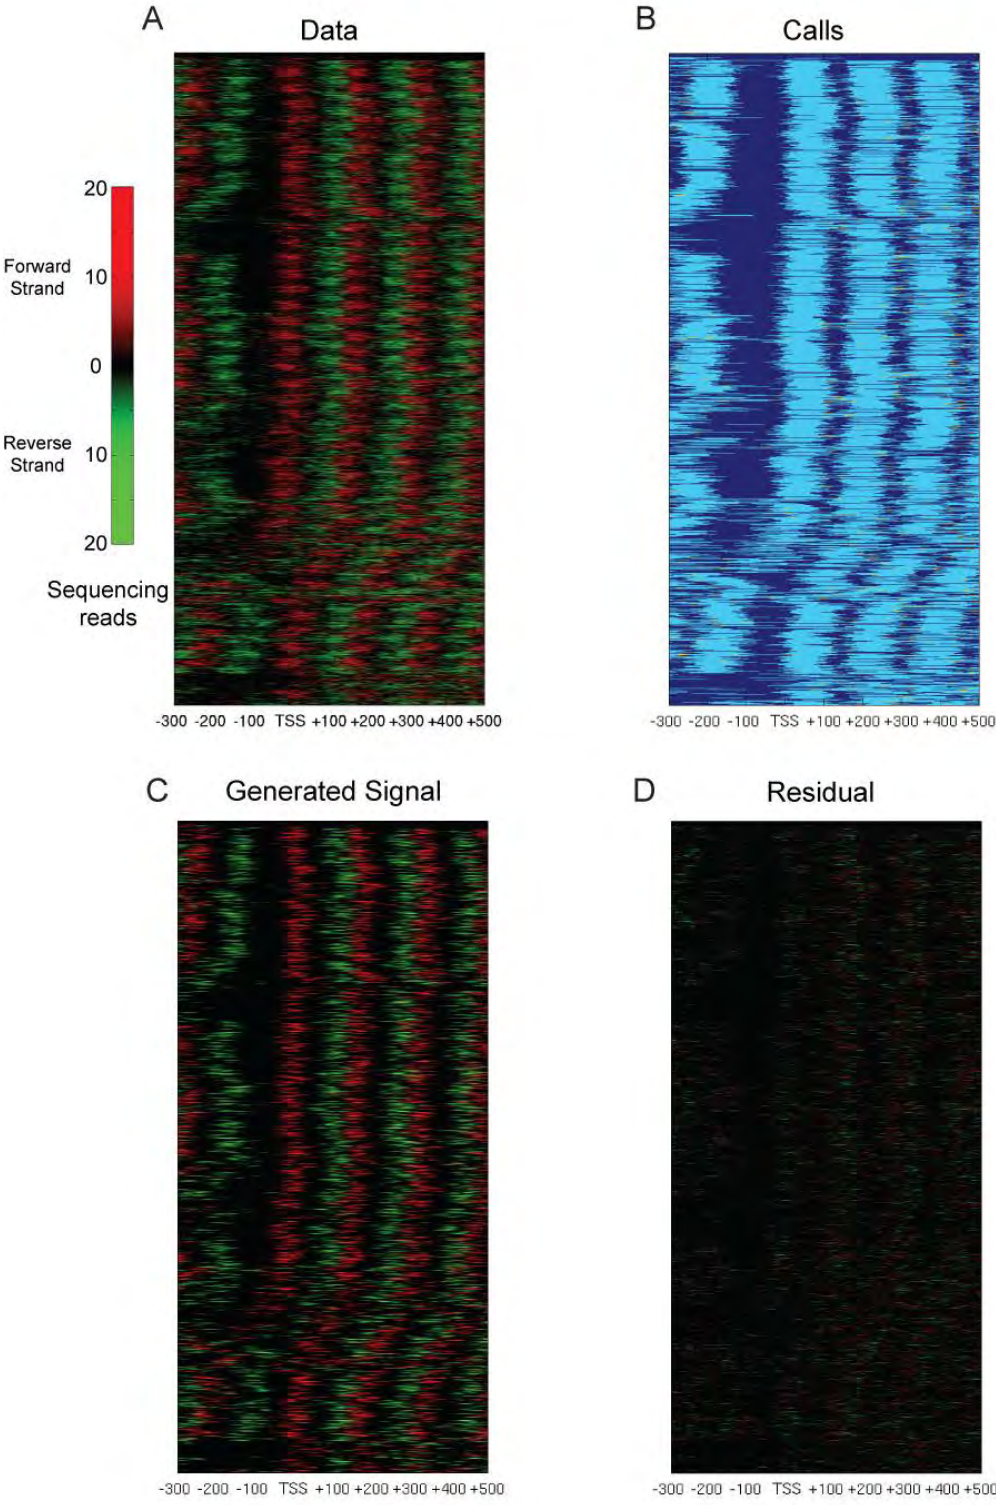 A
Data
B
Calls
20
Forward
Strand
10
0
Reverse
Strand
10
20
Sequencing
reads
-300 -200 -100 TSS +100 +200 +300 +400 +500
-300 -200 -100 TSS +100 +200 +300 +400 +500
C
Generated Signal
D
Residual
-300 -200 -100 TSS +100 +200 +300 +400 +500
-300 -200 -100 TSS +100 +200 +300 +400 +500